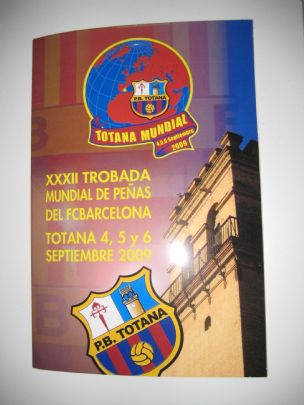 P.B. TOTANA
TOTANA MUNDIAL
4,5,6 Septiembre
2009
XXXII TROBADA
MUNDIAL DE PEÑAS
DEL FCBARCELONA
TOTANA 4, 5 y 6
SEPTIEMBRE 2009
P.B. TOTANA